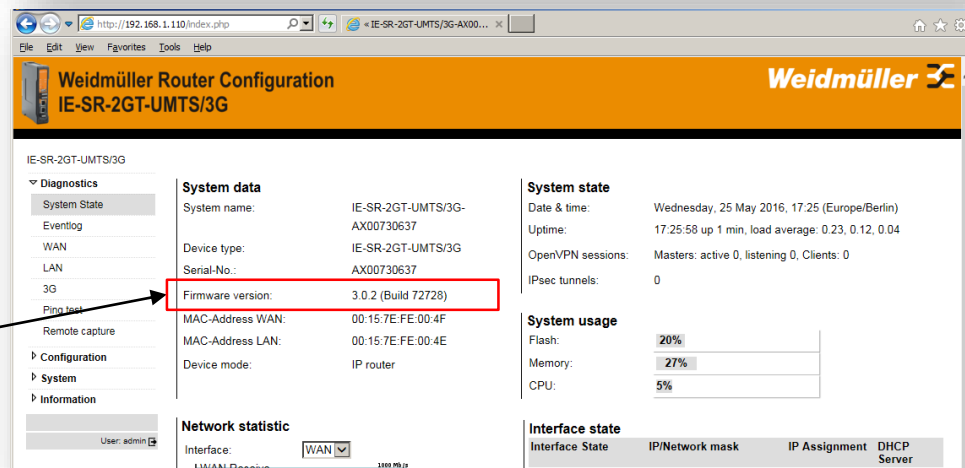 http://192.168.1.110/index.php
« IE-SR-2GT-UMTS/3G-AX00...
File Edit View Favorites Tools Help
Weidmüller Router Configuration
IE-SR-2GT-UMTS/3G
Weidmüller
IE-SR-2GT-UMTS/3G
Diagnostics
System State
Eventlog
WAN
LAN
3G
Ping test
Remote capture
Configuration
System
Information
User: admin
System data
System name: IE-SR-2GT-UMTS/3G-
AX00730637
Device type: IE-SR-2GT-UMTS/3G
Serial-No.: AX00730637
Firmware version: 3.0.2 (Build 72728)
MAC-Address WAN: 00:15:7E:FE:00:4F
MAC-Address LAN: 00:15:7E:FE:00:4E
Device mode: IP router
System state
Date & time: Wednesday, 25 May 2016, 17:25 (Europe/Berlin)
Uptime: 17:25:58 up 1 min, load average: 0.23, 0.12, 0.04
OpenVPN sessions: Masters: active 0, listening 0, Clients: 0
IPsec tunnels: 0
System usage
Flash: 20%
Memory: 27%
CPU: 5%
Network statistic
Interface: WAN
WAN Receive 1000 Mb/s
Interface state
Interface State IP/Network mask IP Assignment DHCP
Server